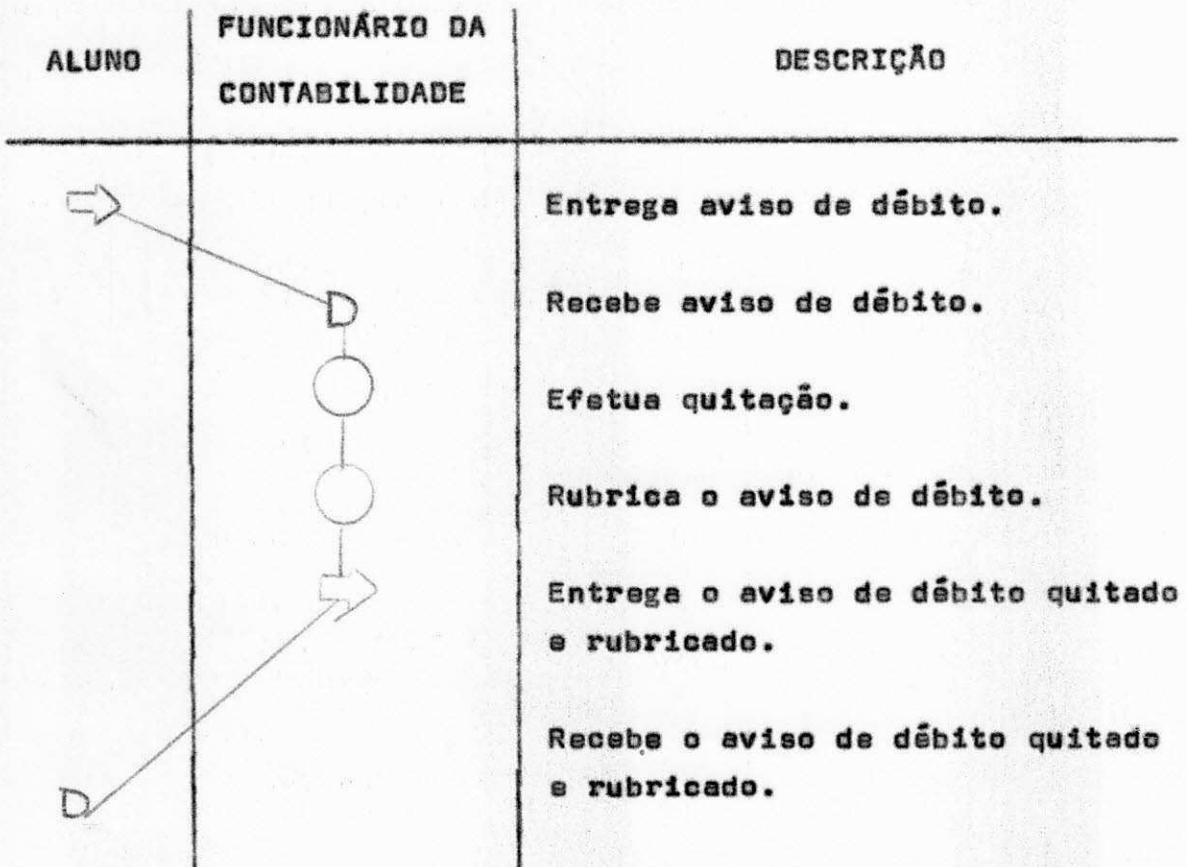 ALUNO
FUNCIONÁRIO DA
CONTABILIDADE
DESCRIÇÃO
Entrega aviso de débito.
Recebe aviso de débito.
Efetua quitação.
Rubrica o aviso de débito.
Entrega o aviso de débito quitado
e rubricado.
Recebe o aviso de débito quitado
e rubricado.